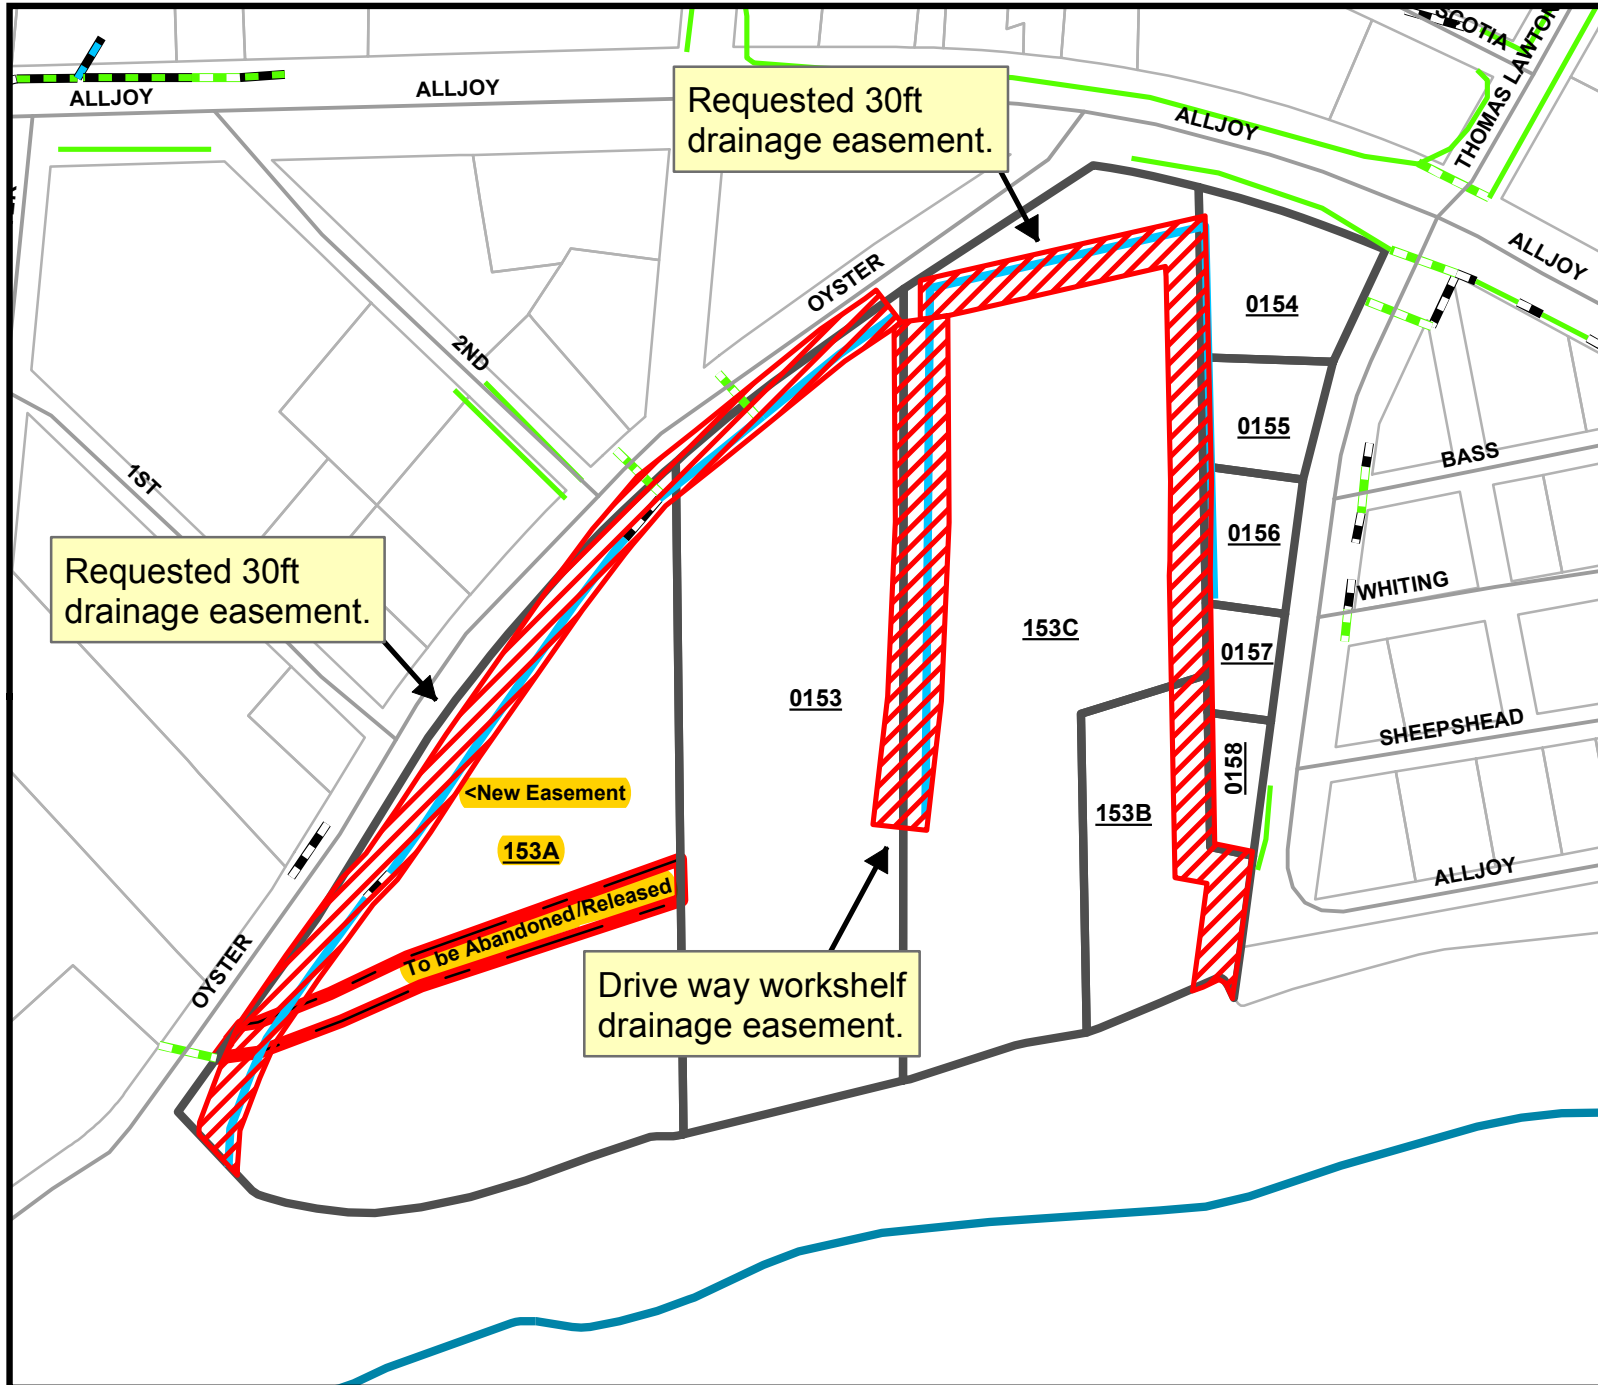 SCOTIA
THOMAS LAWTON
ALLJOY
ALLJOY
Requested 30ft
drainage easement.
ALLJOY
ALLJOY
OYSTER
0154
2ND
0155
BASS
1ST
0156
Requested 30ft
drainage easement.
WHITING
153C
0157
0153
SHEEPSHEAD
0158
<New Easement
153B
153A
ALLJOY
To be Abandoned/Released
OYSTER
Drive way workshelf
drainage easement.